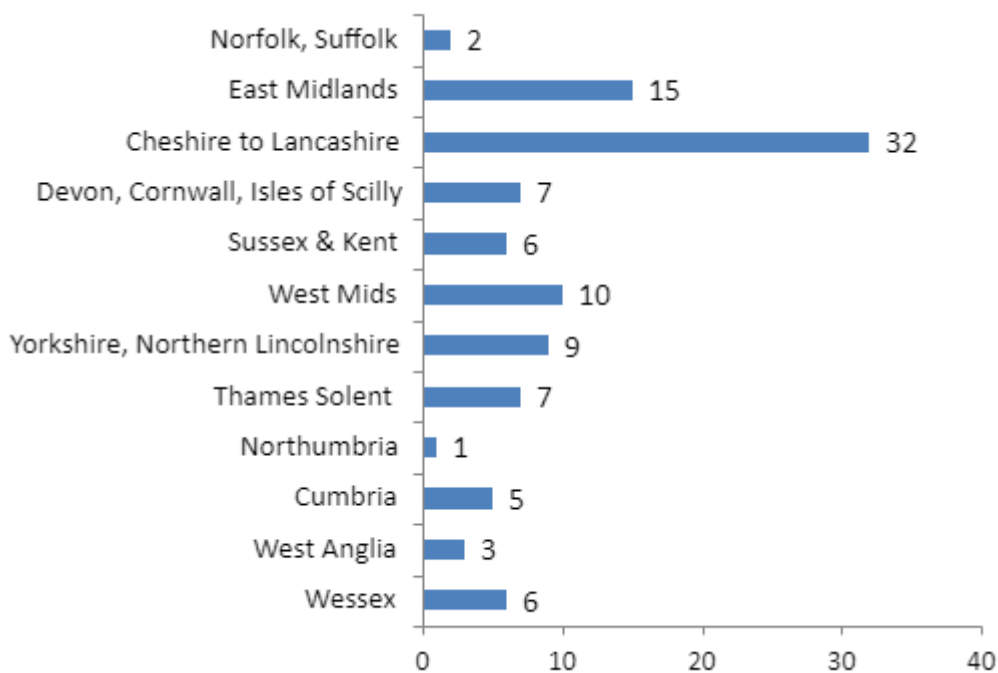 Norfolk, Suffolk 2
East Midlands 15
Cheshire to Lancashire 32
Devon, Cornwall, Isles of Scilly 7
Sussex & Kent 6
West Mids 10
Yorkshire, Northern Lincolnshire 9
Thames Solent 7
Northumbria 1
Cumbria 5
West Anglia 3
Wessex 6
0 10 20 30 40